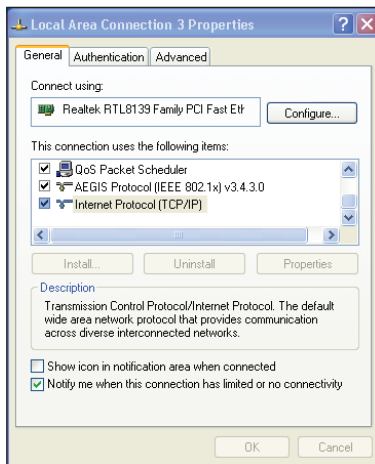 Local Area Connection 3 Properties
General Authentication Advanced
Connect using:
Realtek RTL8139 Family PCI Fast Eth Configure...
This connection uses the following items:
QoS Packet Scheduler
AEGIS Protocol (IEEE 802.1x) v3.4.3.0
Internet Protocol (TCP/IP)
Install... Uninstall Properties
Description
Transmission Control Protocol/Internet Protocol. The default
wide area network protocol that provides communication
across diverse interconnected networks.
Show icon in notification area when connected
Notify me when this connection has limited or no connectivity
OK Cancel